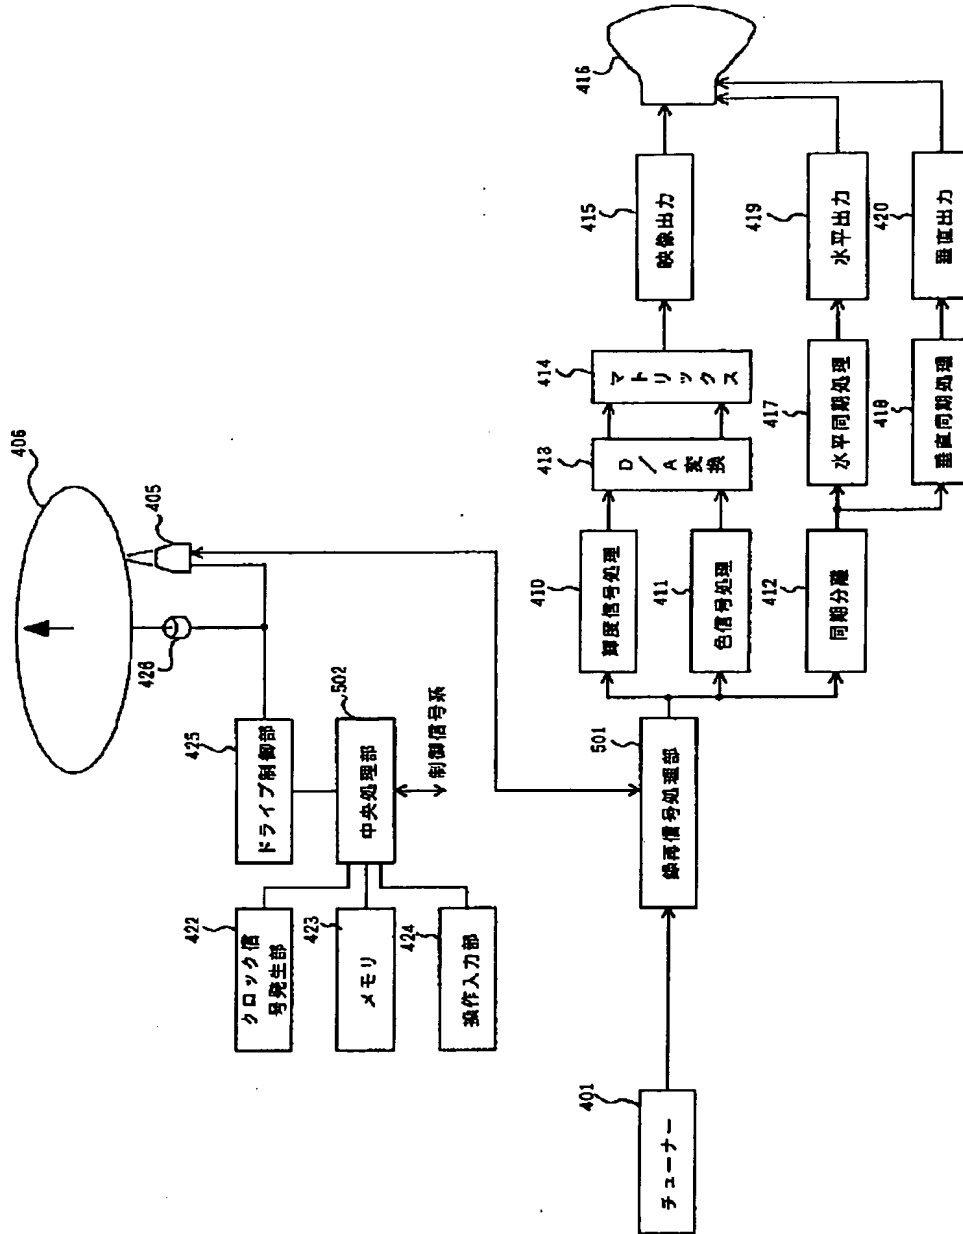 406
405
426
425
ドライブ制御部
502
中央処理部
制御信号系
422
クロック信
号発生部
423
メモリ
424
操作入力部
401
チューナー
501
録再信号処理部
410
輝度信号処理
411
色信号処理
412
同期分離
413
D/A変換
414
マトリックス
415
映像出力
416
417
水平同期処理
419
水平出力
418
垂直同期処理
420
垂直出力